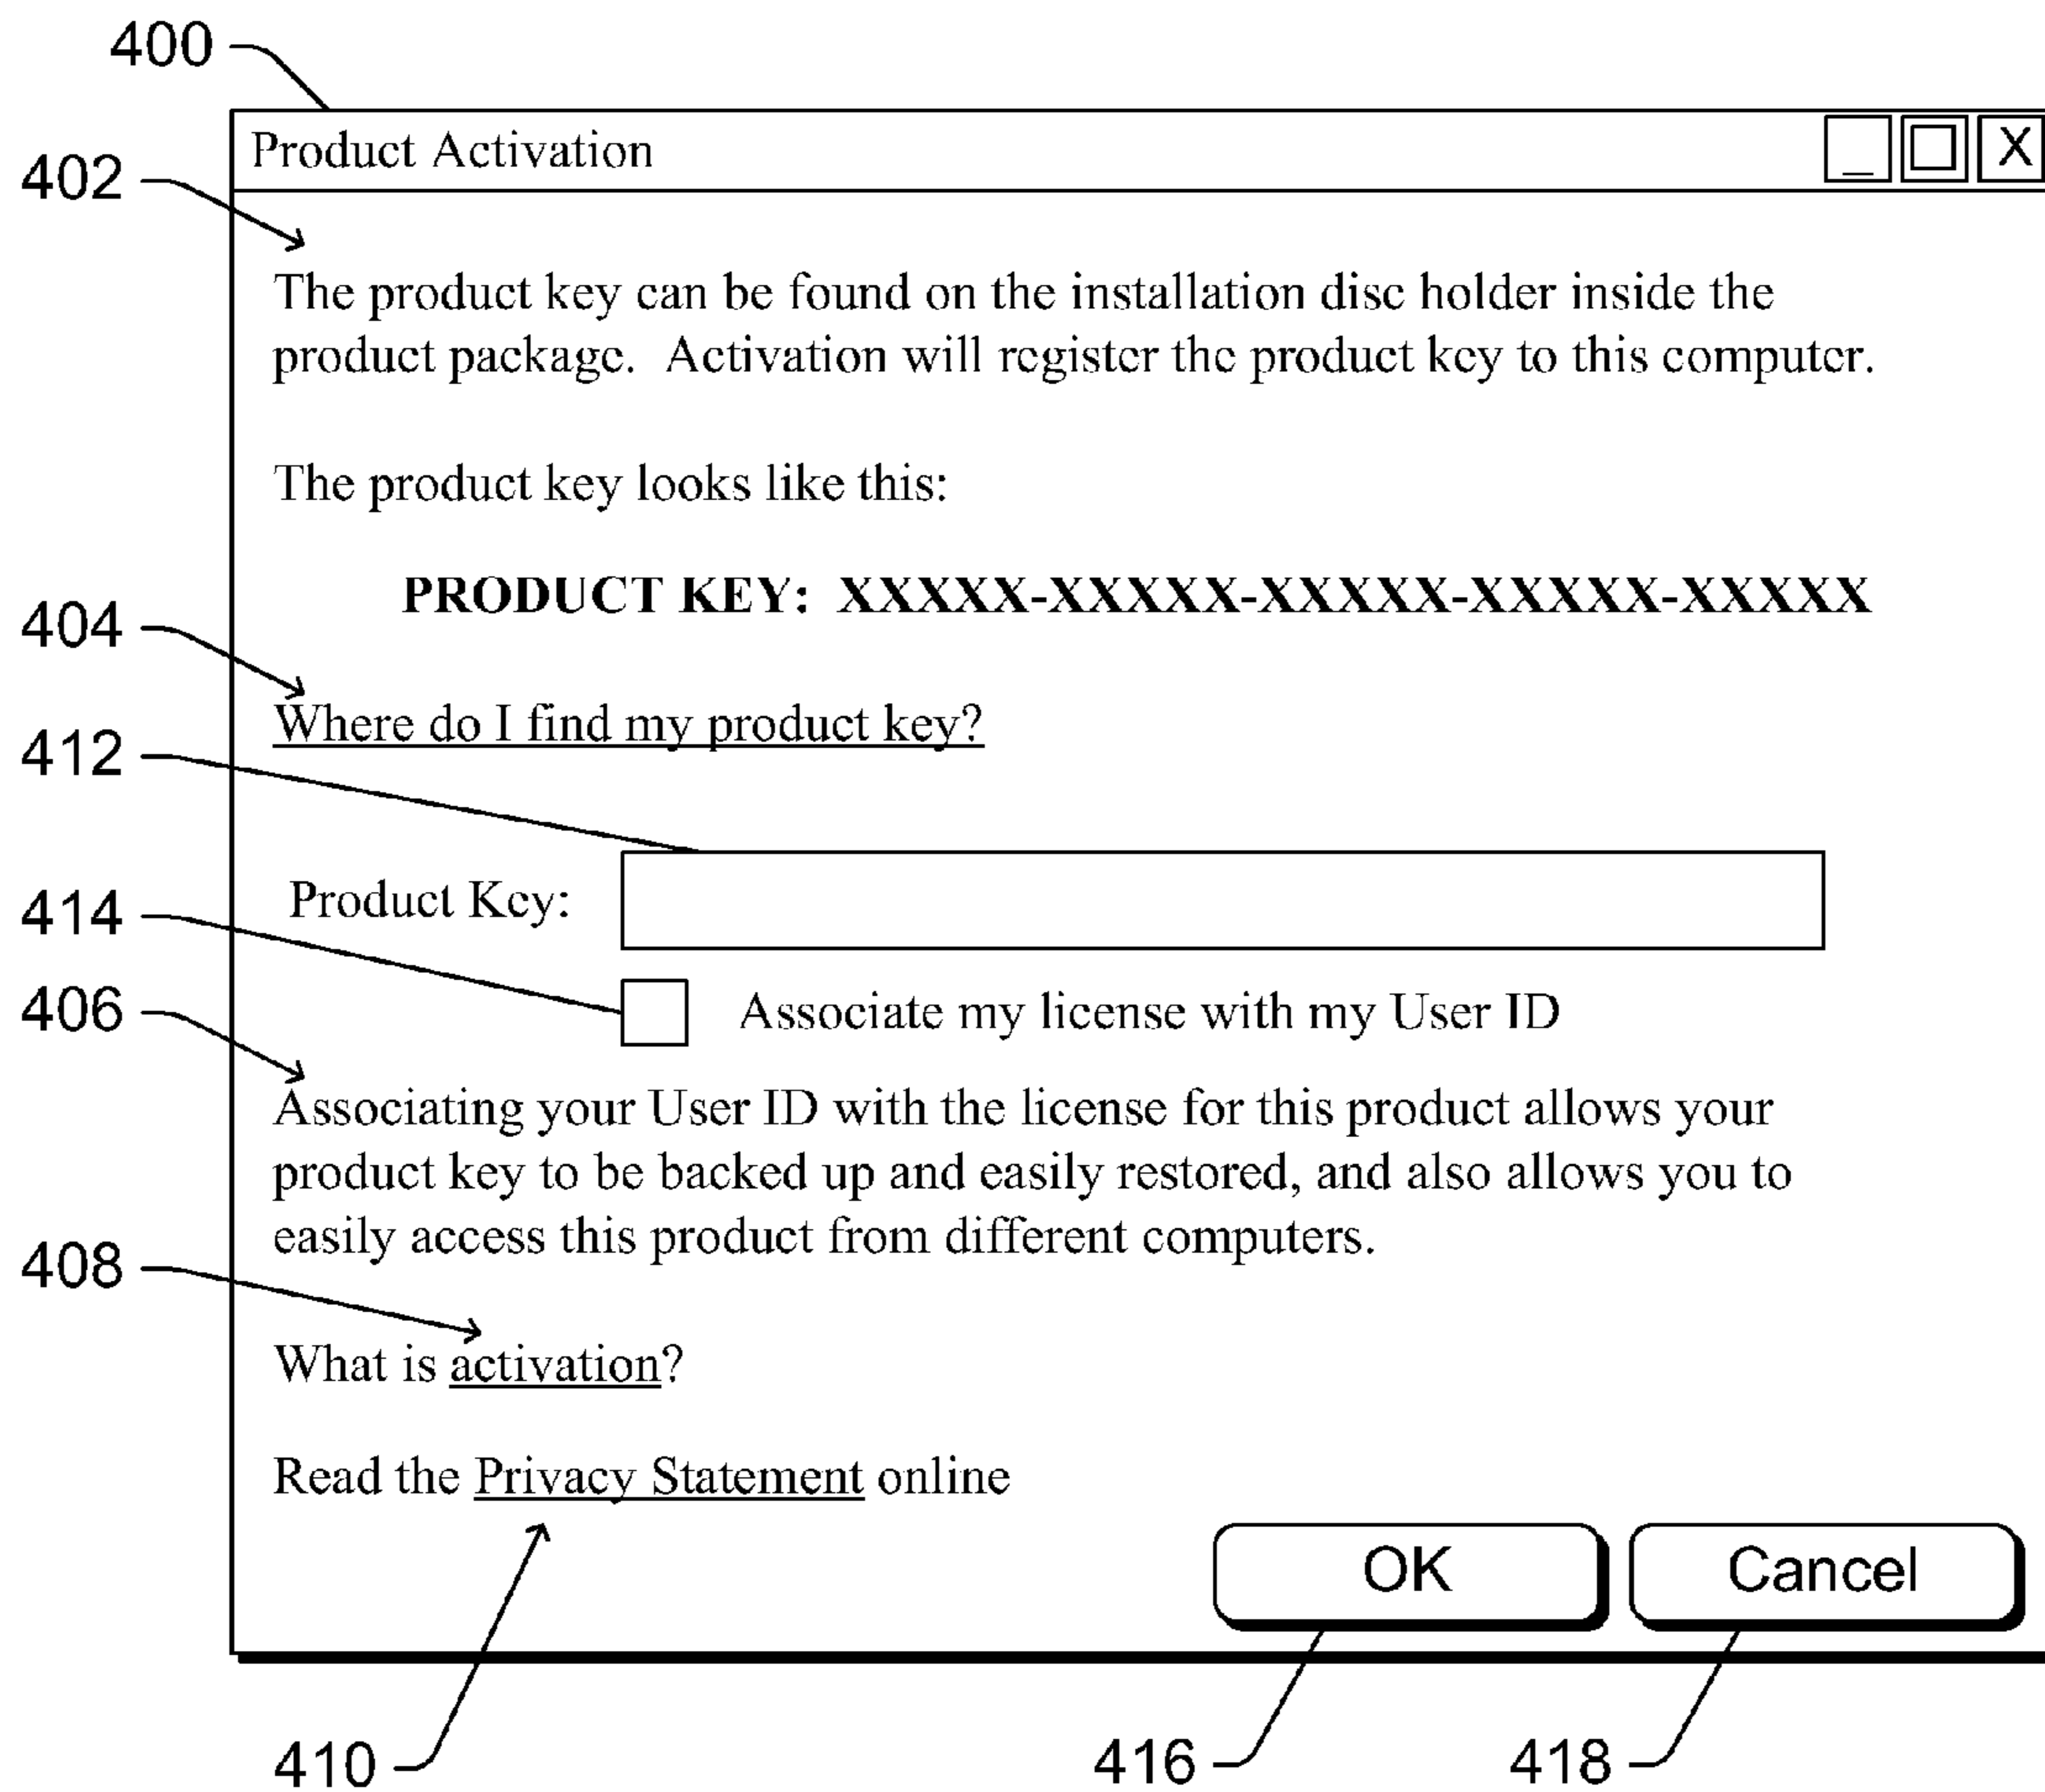 400
Product Activation _ X
402
The product key can be found on the installation disc holder inside the
product package. Activation will register the product key to this computer.
The product key looks like this:
PRODUCT KEY: XXXXX-XXXXX-XXXXX-XXXXX-XXXXX
404
Where do I find my product key?
412
Product Key:
414
Associate my license with my User ID
406
Associating your User ID with the license for this product allows your
product key to be backed up and easily restored, and also allows you to
easily access this product from different computers.
408
What is activation?
Read the Privacy Statement online
OK Cancel
410 416 418